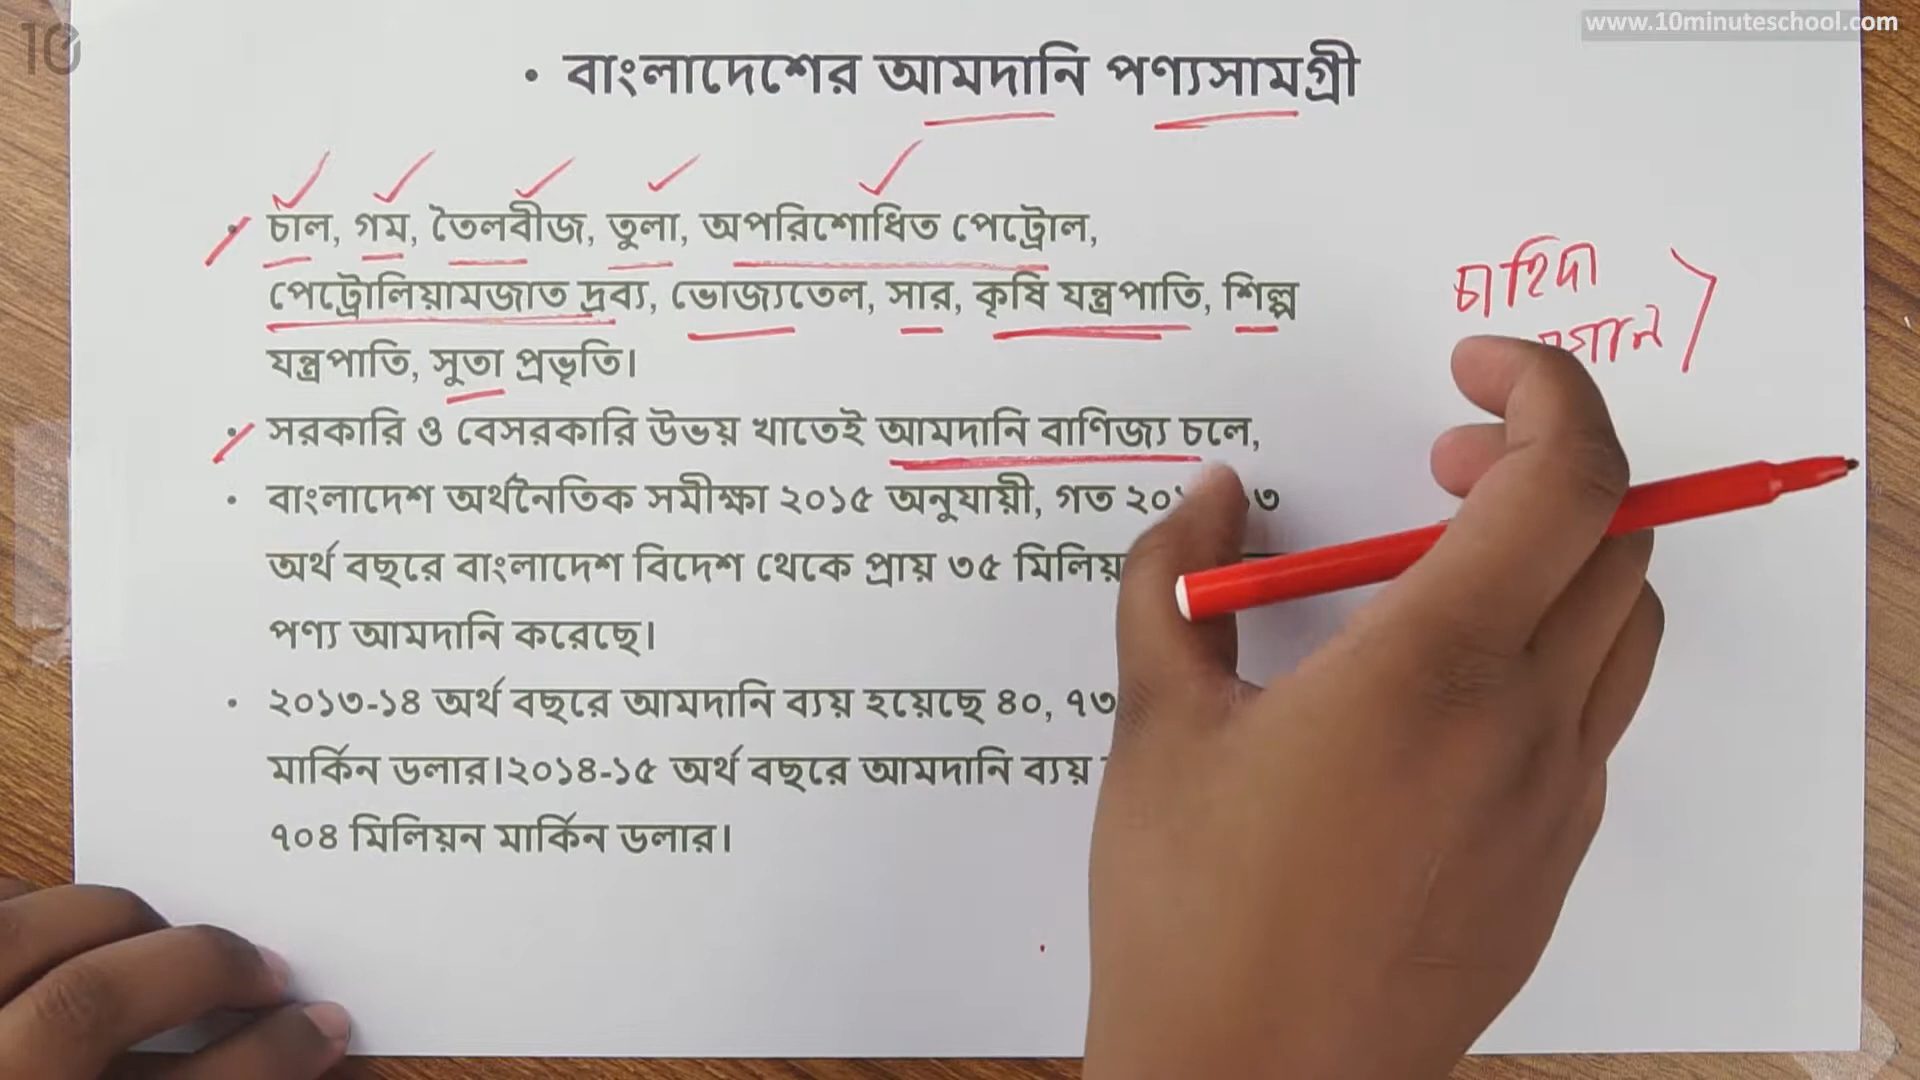 10
www.10minuteschool.com
• বাংলাদেশের আমদানি পণ্যসামগ্রী
• চাল, গম, তৈলবীজ, তুলা, অপরিশোধিত পেট্রোল,
পেট্রোলিয়ামজাত দ্রব্য, ভোজ্যতেল, সার, কৃষি যন্ত্রপাতি, শিল্প
যন্ত্রপাতি, সুতা প্রভৃতি।
চাহিদা
• সরকারি ও বেসরকারি উভয় খাতেই আমদানি বাণিজ্য চলে,
• বাংলাদেশ অর্থনৈতিক সমীক্ষা ২০১৫ অনুযায়ী, গত
অর্থ বছরে বাংলাদেশ বিদেশ থেকে প্রায় ৩৫
পণ্য আমদানি করেছে।
• ২০১৩-১৪ অর্থ বছরে আমদানি ব্যয় হয়েছে ৪০, ৭৩
মার্কিন ডলার।২০১৪-১৫ অর্থ বছরে আমদানি ব্যয়
৭০৪ মিলিয়ন মার্কিন ডলার।